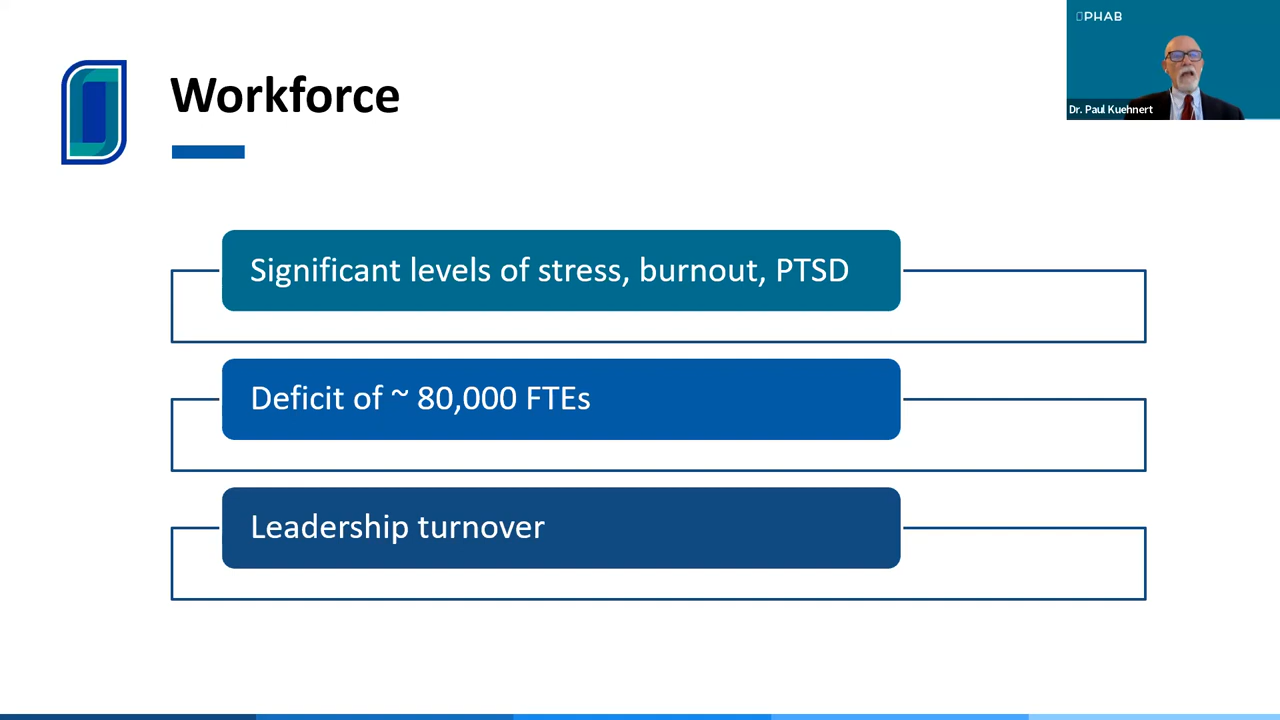 PHAB
Workforce
Dr. Paul Kuehnert
Significant levels of stress, burnout, PTSD
Deficit of ~ 80,000 FTEs
Leadership turnover